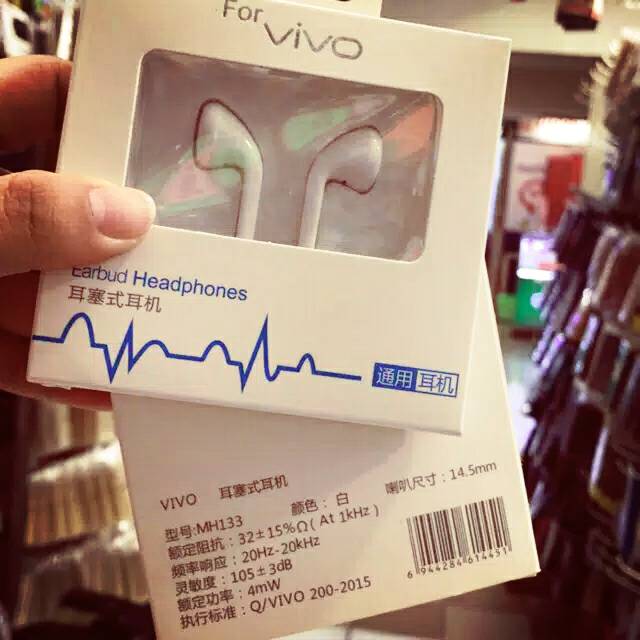 For
vivo
Earbud Headphones
耳塞式耳机
通用 耳机
VIVO 耳塞式耳机
型号:MH133 颜色: 白 喇叭尺寸: 14.5mm
额定阻抗: 32±15%Ω( At 1kHz )
频率响应: 20Hz-20kHz
灵敏度: 105±3dB
额定功率: 4mW
执行标准: Q/VIVO 200-2015
6 944284 614451